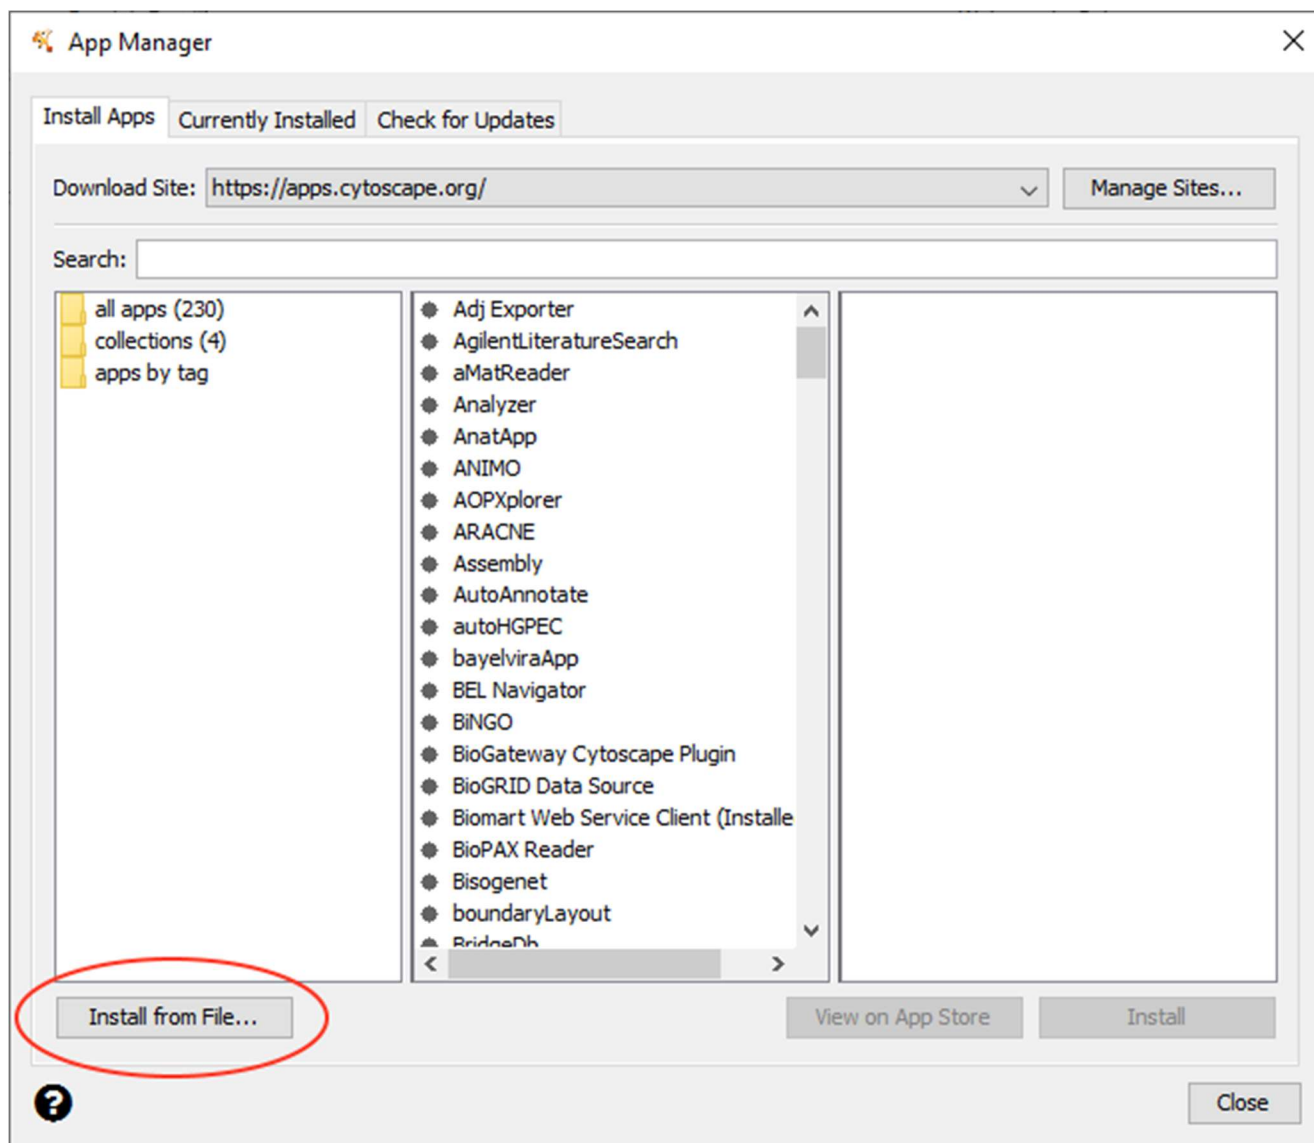 App Manager
Install Apps Currently Installed Check for Updates
Download Site: https://apps.cytoscape.org/ Manage Sites...
Search:
all apps (230)
collections (4)
apps by tag
Adj Exporter
AgilentLiteratureSearch
aMatReader
Analyzer
AnatApp
ANIMO
AOPXplorer
ARACNE
Assembly
AutoAnnotate
autoHGPEC
bayelviraApp
BEL Navigator
BiNGO
BioGateway Cytoscape Plugin
BioGRID Data Source
Biomart Web Service Client (Installe
BioPAX Reader
Bisogenet
boundaryLayout
BridgeDb
Install from File... View on App Store Install
?
Close